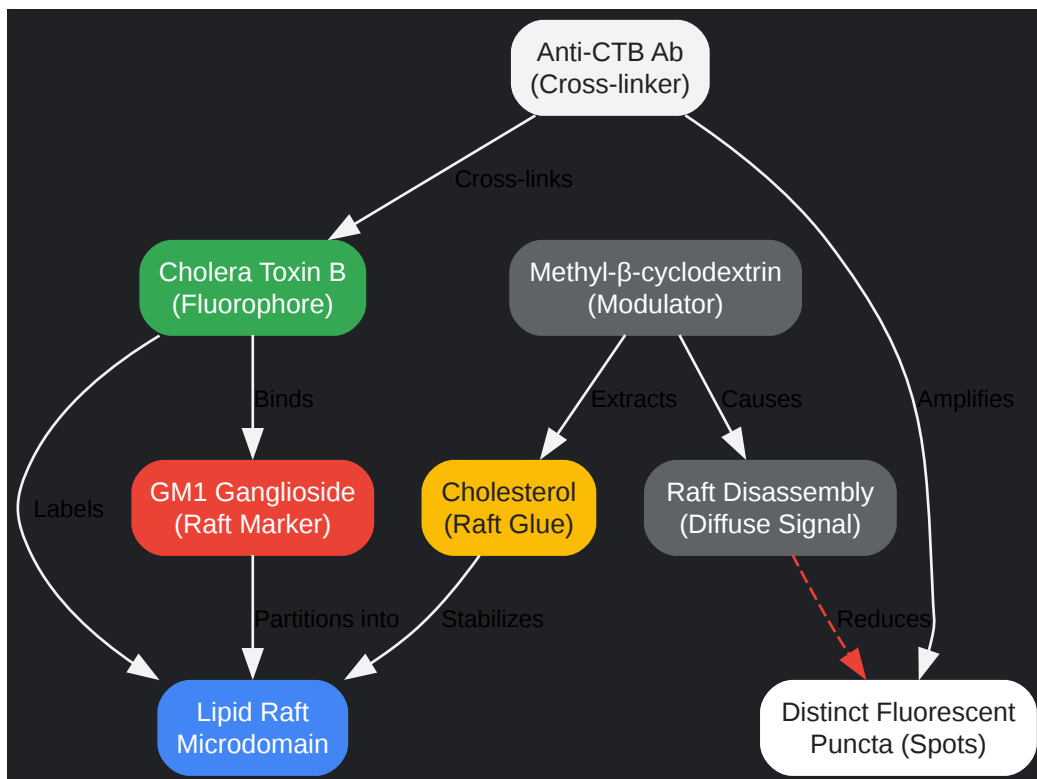 Anti-CTB Ab
(Cross-linker)
Cross-links
Cholera Toxin B
(Fluorophore)
Methyl-β-cyclodextrin
(Modulator)
Binds
Extracts
Causes
Amplifies
Labels
GM1 Ganglioside
(Raft Marker)
Cholesterol
(Raft Glue)
Raft Disassembly
(Diffuse Signal)
Partitions into
Stabilizes
Reduces
Lipid Raft
Microdomain
Distinct Fluorescent
Puncta (Spots)